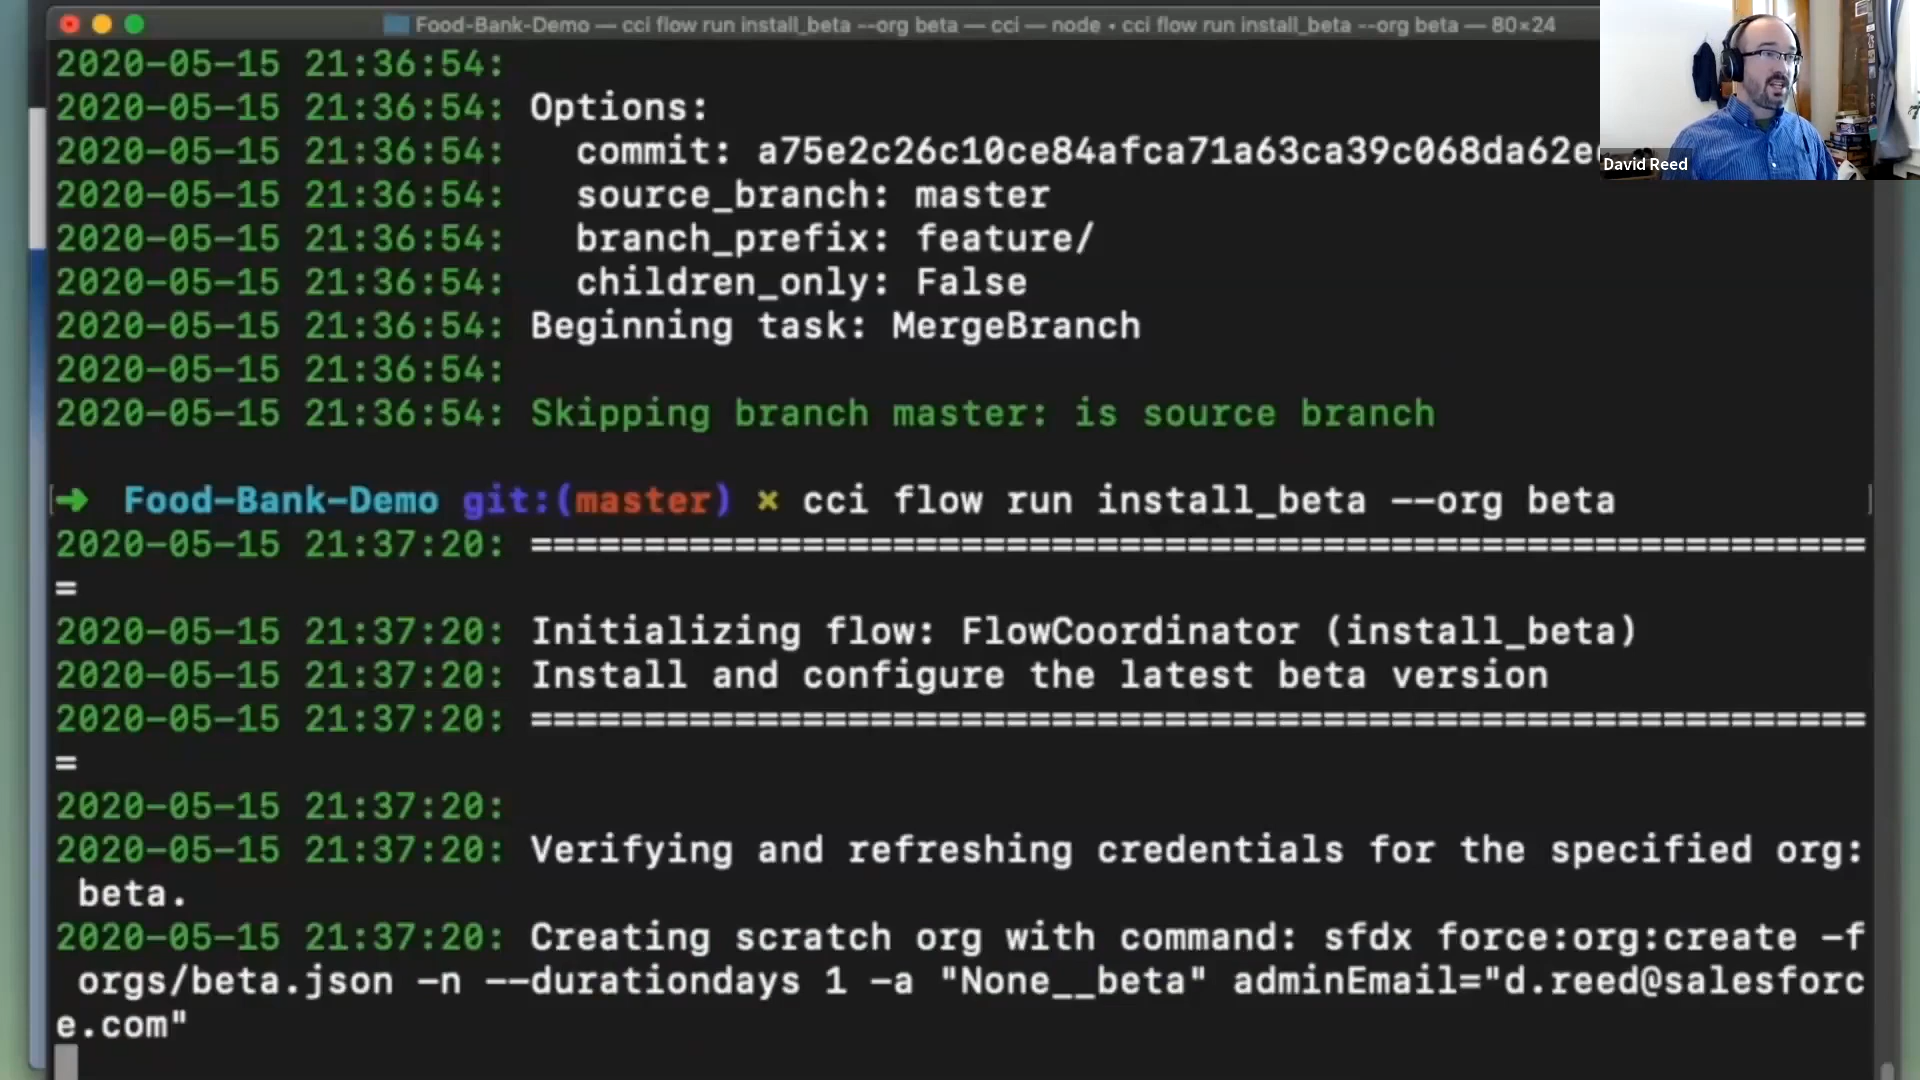 Food-Bank-Demo — cci flow run install_beta --org beta — cci — node • cci flow run install_beta --org beta — 80×24
2020-05-15 21:36:54:
2020-05-15 21:36:54: Options:
2020-05-15 21:36:54:   commit: a75e2c26c10ce84afca71a63ca39c068da62e
2020-05-15 21:36:54:   source_branch: master
2020-05-15 21:36:54:   branch_prefix: feature/
2020-05-15 21:36:54:   children_only: False
2020-05-15 21:36:54: Beginning task: MergeBranch
2020-05-15 21:36:54:
2020-05-15 21:36:54: Skipping branch master: is source branch
➜  Food-Bank-Demo git:(master) ✗ cci flow run install_beta --org beta
2020-05-15 21:37:20: ===========================================================
=
2020-05-15 21:37:20: Initializing flow: FlowCoordinator (install_beta)
2020-05-15 21:37:20: Install and configure the latest beta version
2020-05-15 21:37:20: ===========================================================
=
2020-05-15 21:37:20:
2020-05-15 21:37:20: Verifying and refreshing credentials for the specified org:
 beta.
2020-05-15 21:37:20: Creating scratch org with command: sfdx force:org:create -f
 orgs/beta.json -n --durationdays 1 -a "None__beta" adminEmail="d.reed@salesforc
e.com"
David Reed